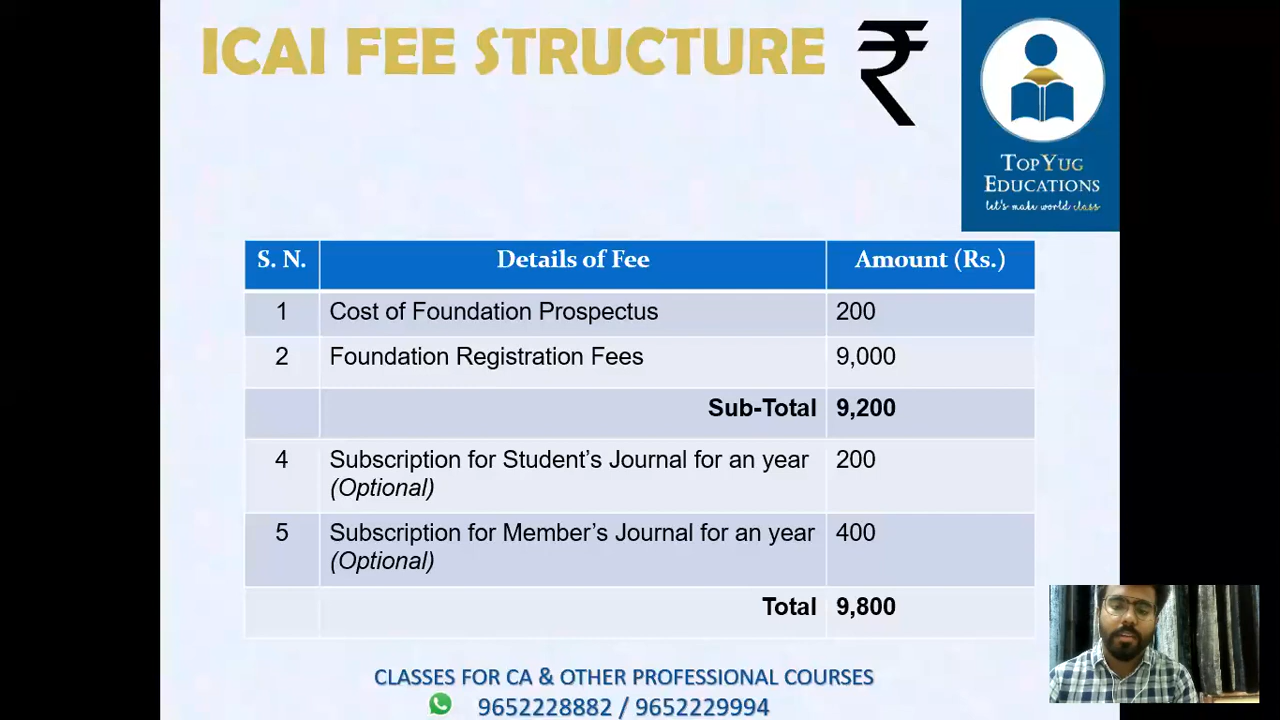 ICAI FEE STRUCTURE ₹
TOPYUG
EDUCATIONS
let's make world class
S. N. Details of Fee Amount (Rs.)
1 Cost of Foundation Prospectus 200
2 Foundation Registration Fees 9,000
Sub-Total 9,200
4 Subscription for Student’s Journal for an year 200
(Optional)
5 Subscription for Member’s Journal for an year 400
(Optional)
Total 9,800
CLASSES FOR CA & OTHER PROFESSIONAL COURSES
9652228882 / 9652229994